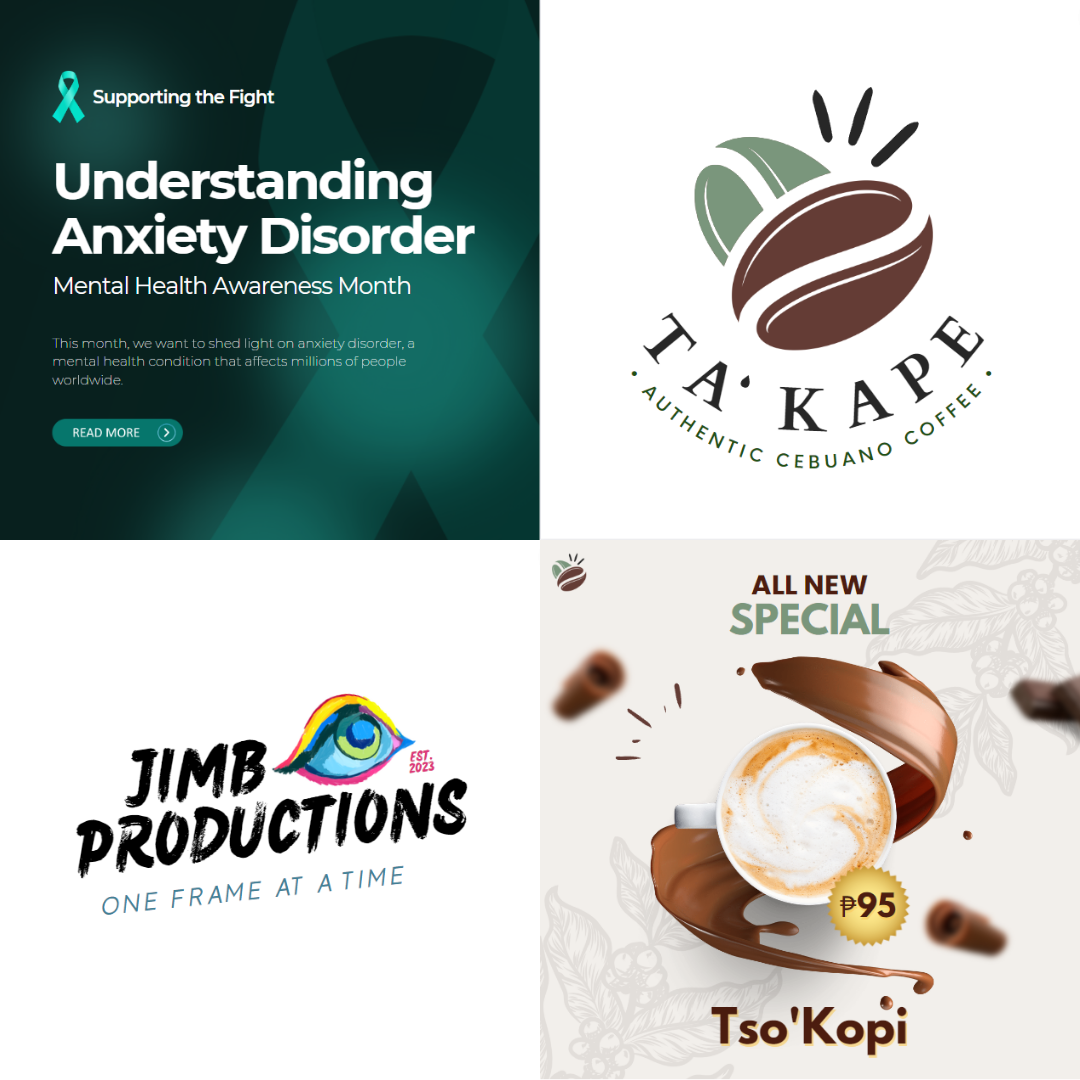 Supporting the Fight
Understanding
Anxiety Disorder
Mental Health Awareness Month
This month, we want to shed light on anxiety disorder, a
mental health condition that affects millions of people
worldwide.
READ MORE
TA' KAPE
• AUTHENTIC CEBUANO COFFEE •
JIMB
EST.
2023
PRODUCTIONS
ONE FRAME AT A TIME
ALL NEW
SPECIAL
₱95
Tso'Kopi